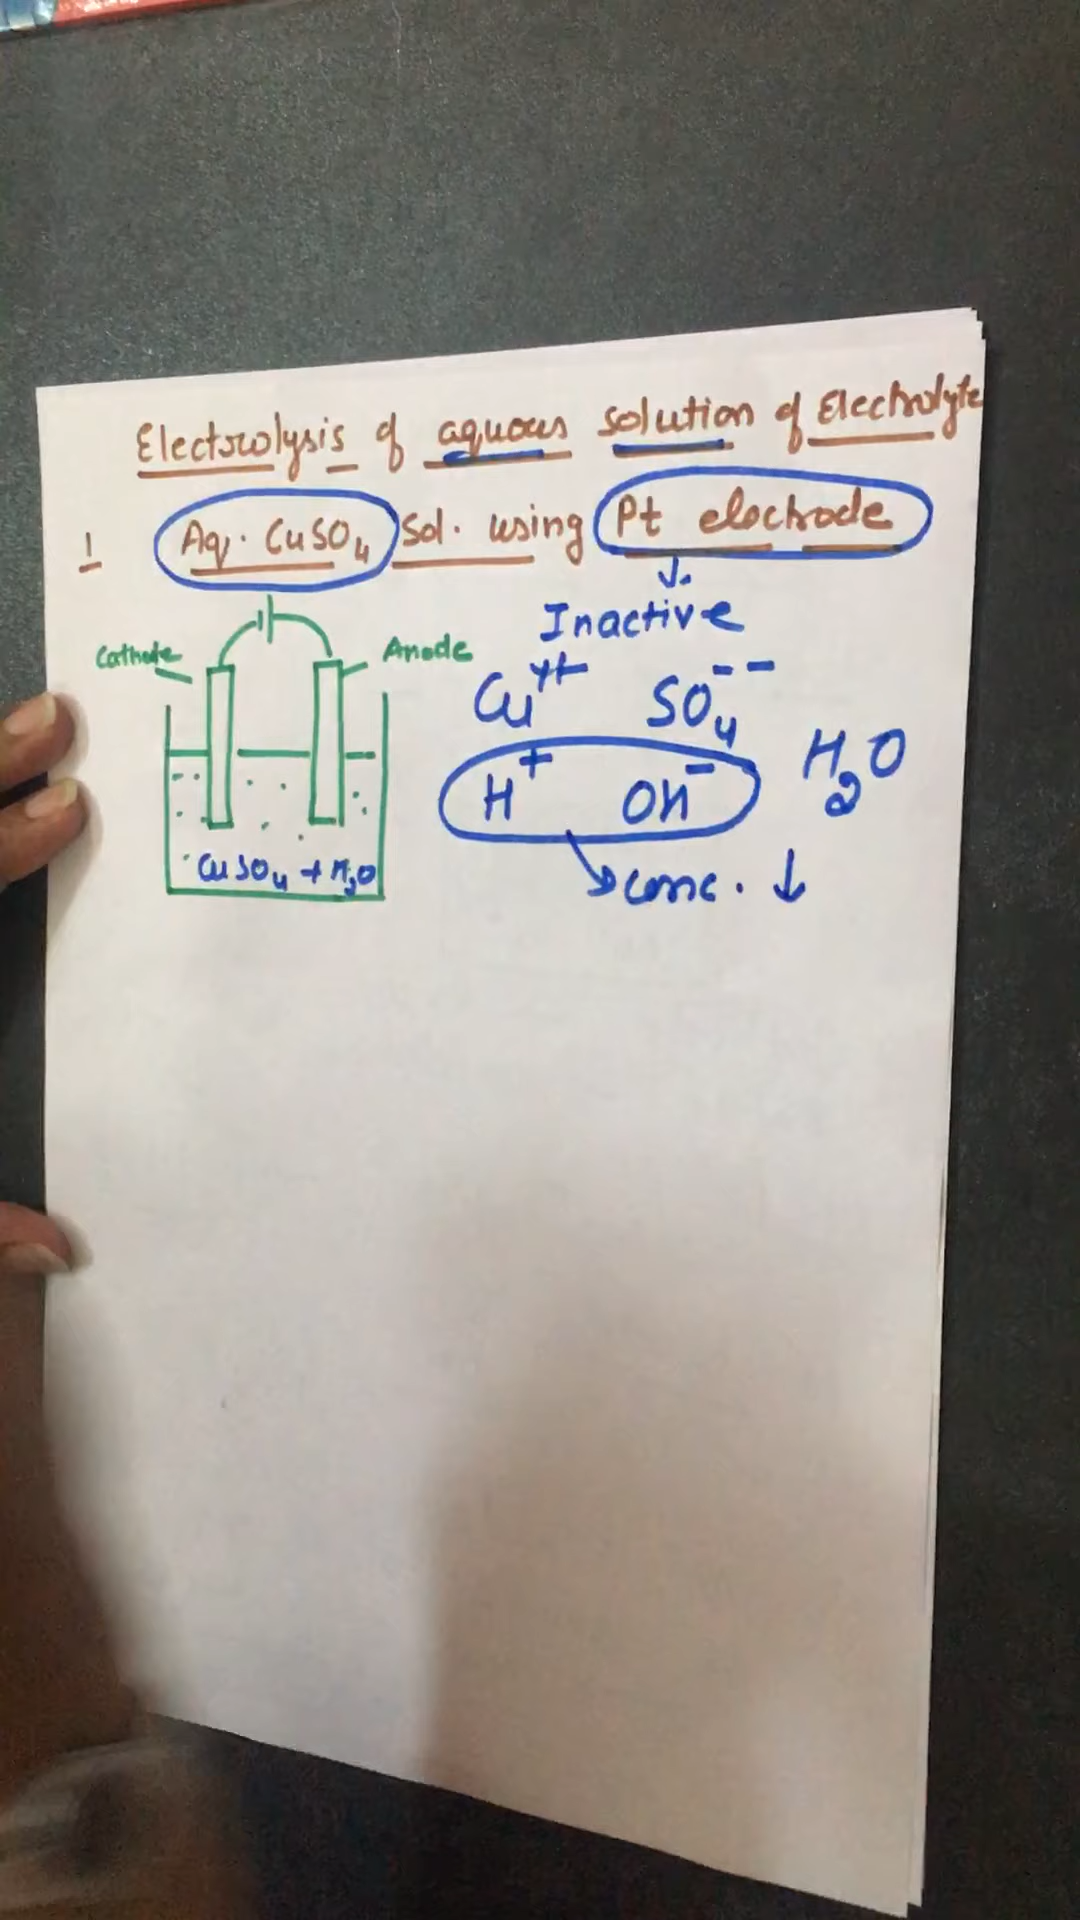 Electrolysis of aquous solution of Electrolyte
1 Aq. CuSO₄ Sol. using Pt electrode
Inactive
Cathode Anode
Cu⁺⁺ SO₄⁻⁻
H⁺ OH⁻ H₂O
CuSO₄ + H₂O
conc. ↓